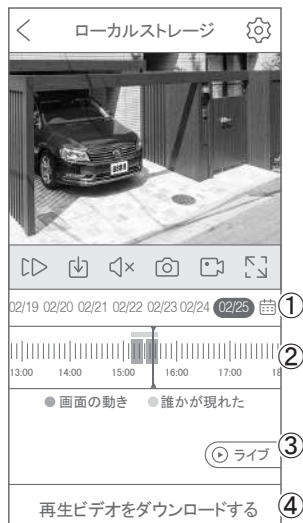 ローカルストレージ
02/19 02/20 02/21 02/22 02/23 02/24 02/25 ①
②
13:00 14:00 15:00 16:00 17:00 18
●画面の動き ●誰かが現れた
ライブ ③
再生ビデオをダウンロードする ④